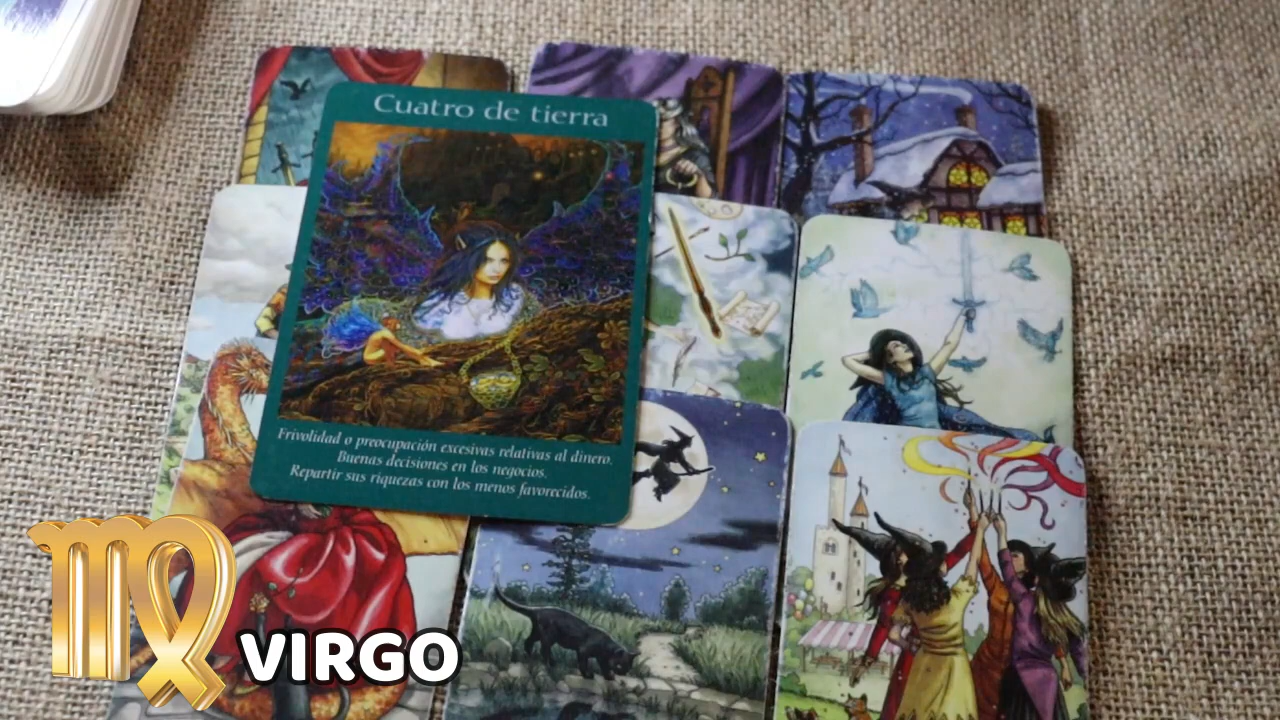 Cuatro de tierra
Frivolidad o preocupación excesivas relativas al dinero.
Buenas decisiones en los negocios.
Repartir sus riquezas con los menos favorecidos.
VIRGO